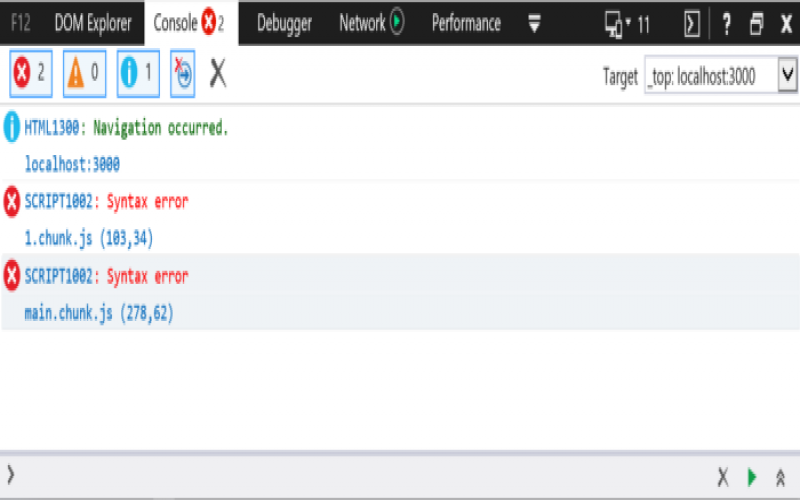 F12 DOM Explorer Console 2 Debugger Network Performance 11 ?
2 0 1 Target _top: localhost:3000
HTML1300: Navigation occurred.
localhost:3000
SCRIPT1002: Syntax error
1.chunk.js (103,34)
SCRIPT1002: Syntax error
main.chunk.js (278,62)